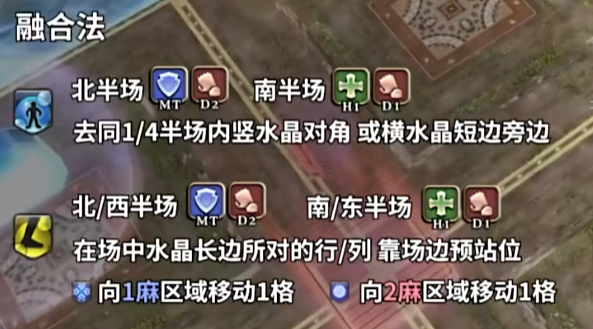 融合法
北半场 MT D2 南半场 H1 D1
去同1/4半场内竖水晶对角 或横水晶短边旁边
北/西半场 MT D2 南/东半场 H1 D1
在场中水晶长边所对的行/列 靠场边预站位
向1麻区域移动1格 向2麻区域移动1格